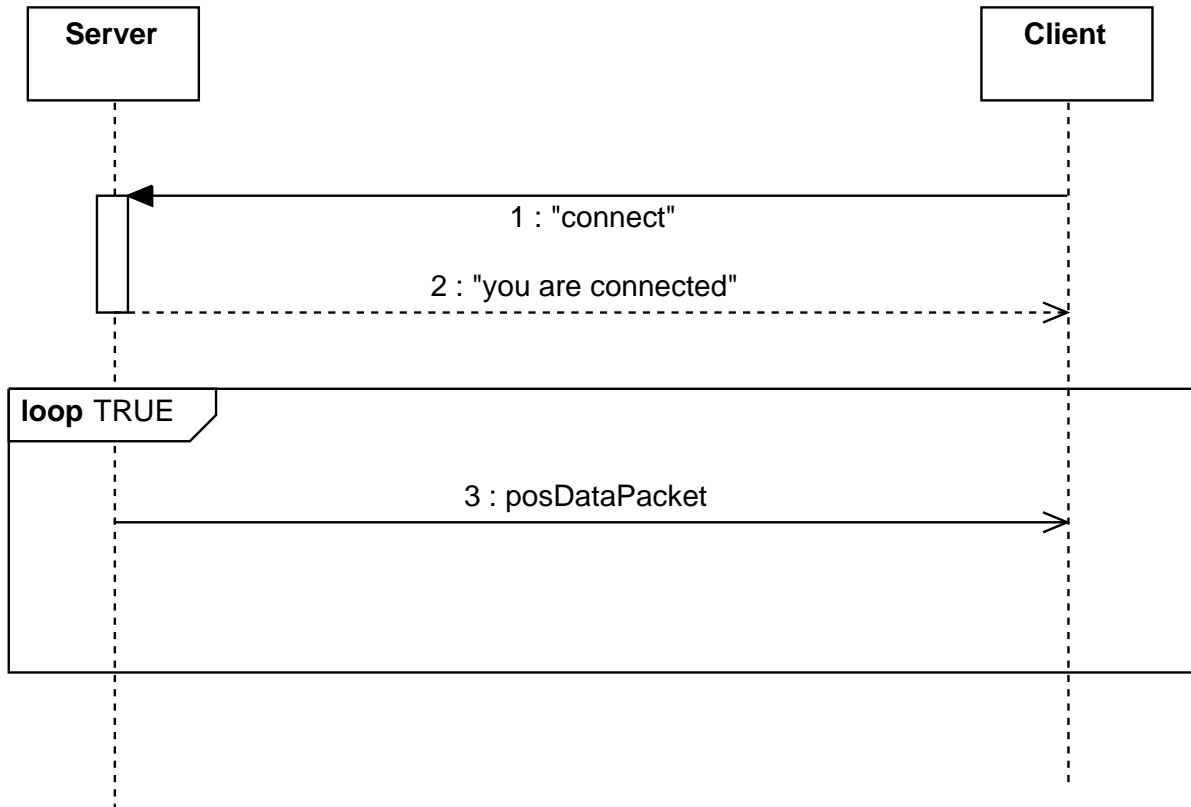 Server
Client
1 : "connect"
2 : "you are connected"
loop TRUE
3 : posDataPacket